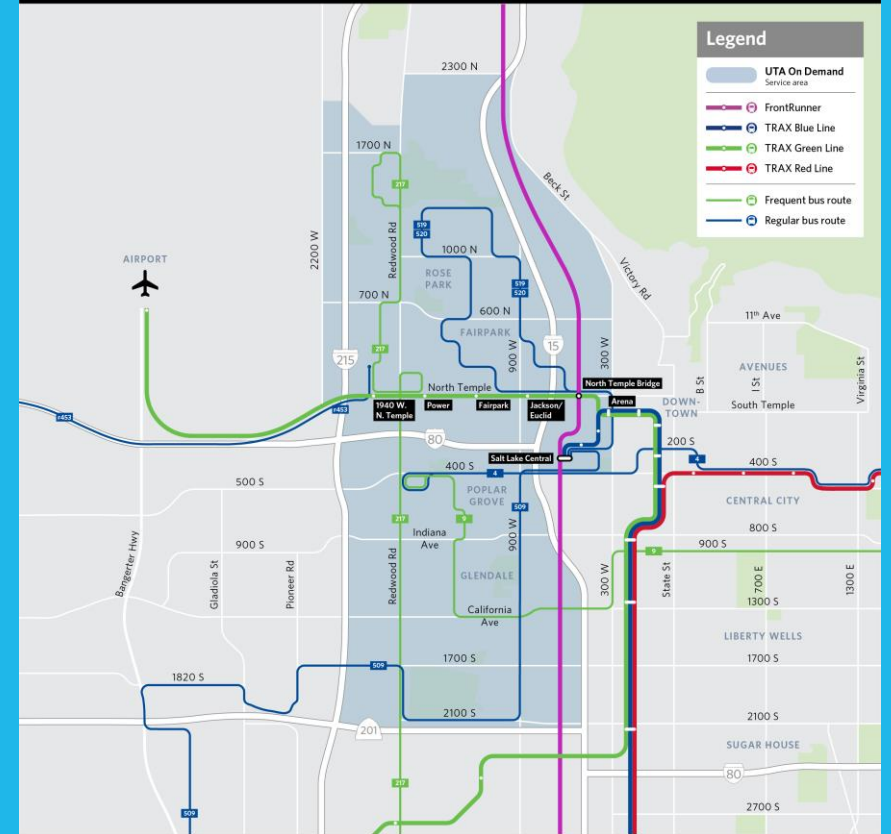 Legend
UTA On Demand
Service area
FrontRunner
TRAX Blue Line
TRAX Green Line
TRAX Red Line
Frequent bus route
Regular bus route
2300 N
1700 N
217
Beck St
519
520
2200 W
Redwood Rd
1000 N
AIRPORT
ROSE
PARK
519
520
Victory Rd
700 N
600 N
11th Ave
FAIRPARK
217
215
900 W
15
300 W
AVENUES
B St
I St
Virginia St
North Temple
North Temple Bridge
F453
F453
1940 W.
N. Temple
Power
Fairpark
Jackson/
Euclid
Arena
DOWN-
TOWN
South Temple
80
200 S
Salt Lake Central
400 S
4
4
400 S
500 S
POPLAR
GROVE
CENTRAL CITY
509
217
9
Indiana
Ave
900 W
800 S
900 S
9
900 S
Bangerter Hwy
Gladiola St
Pioneer Rd
Redwood Rd
GLENDALE
300 W
State St
700 E
1300 E
California
Ave
1300 S
LIBERTY WELLS
1700 S
1700 S
509
1820 S
2100 S
2100 S
201
SUGAR HOUSE
80
217
509
2700 S